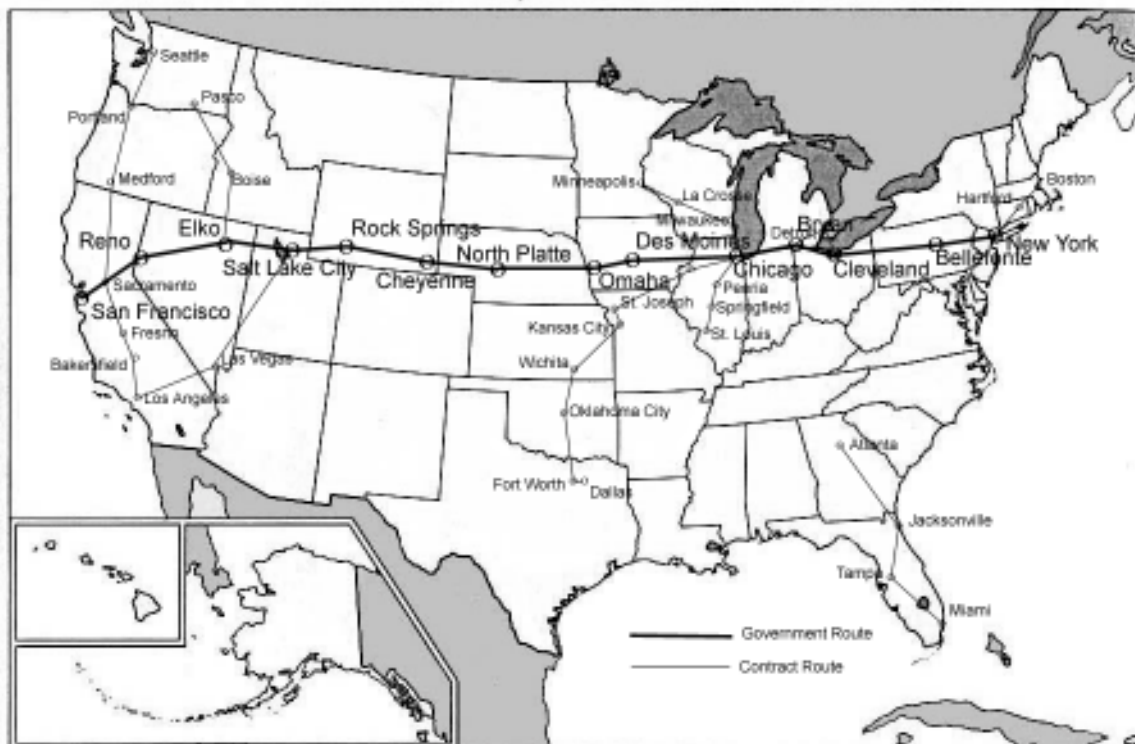 Seattle
Pasco
Portland
Medford
Boise
Minneapolis
La Crosse
Milwaukee
Boston
Hartford
Elko
Rock Springs
Reno
Des Moines
Detroit
Bryan
New York
North Platte
Salt Lake City
Cheyenne
Omaha
Chicago
Cleveland
Bellefonte
Sacramento
San Francisco
Peoria
St. Joseph
Springfield
Fresno
Kansas City
St. Louis
Bakersfield
Las Vegas
Wichita
Los Angeles
Oklahoma City
Atlanta
Fort Worth
Dallas
Jacksonville
Tampa
Miami
Government Route
Contract Route